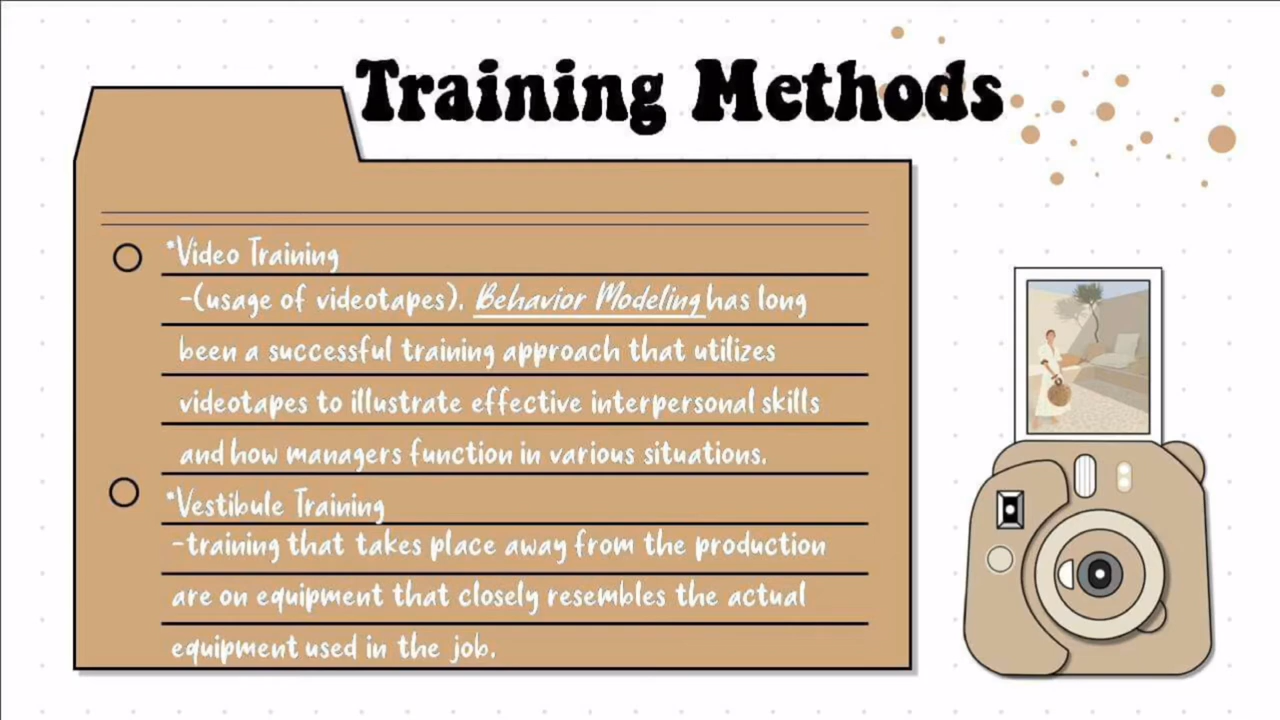 Training Methods
*Video Training
-(usage of videotapes). Behavior Modeling has long
been a successful training approach that utilizes
videotapes to illustrate effective interpersonal skills
and how managers function in various situations.
*Vestibule Training
-training that takes place away from the production
are on equipment that closely resembles the actual
equipment used in the job.